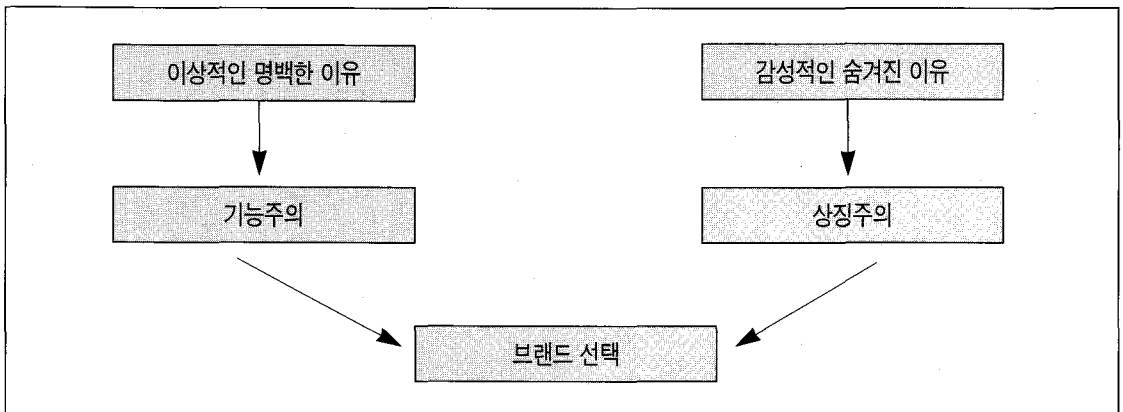 이상적인 명백한 이유
감성적인 숨겨진 이유
기능주의
상징주의
브랜드 선택